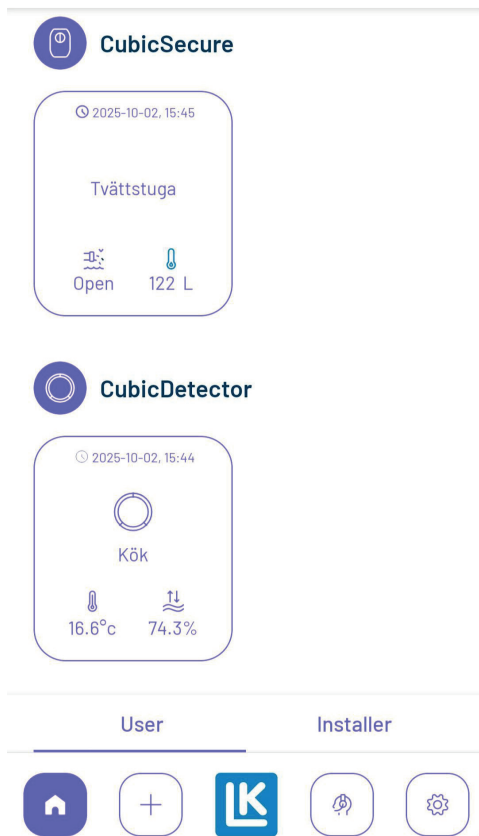 CubicSecure
2025-10-02, 15:45
Tvättstuga
Open 122 L
CubicDetector
2025-10-02, 15:44
Kök
16.6°c 74.3%
User Installer
LK